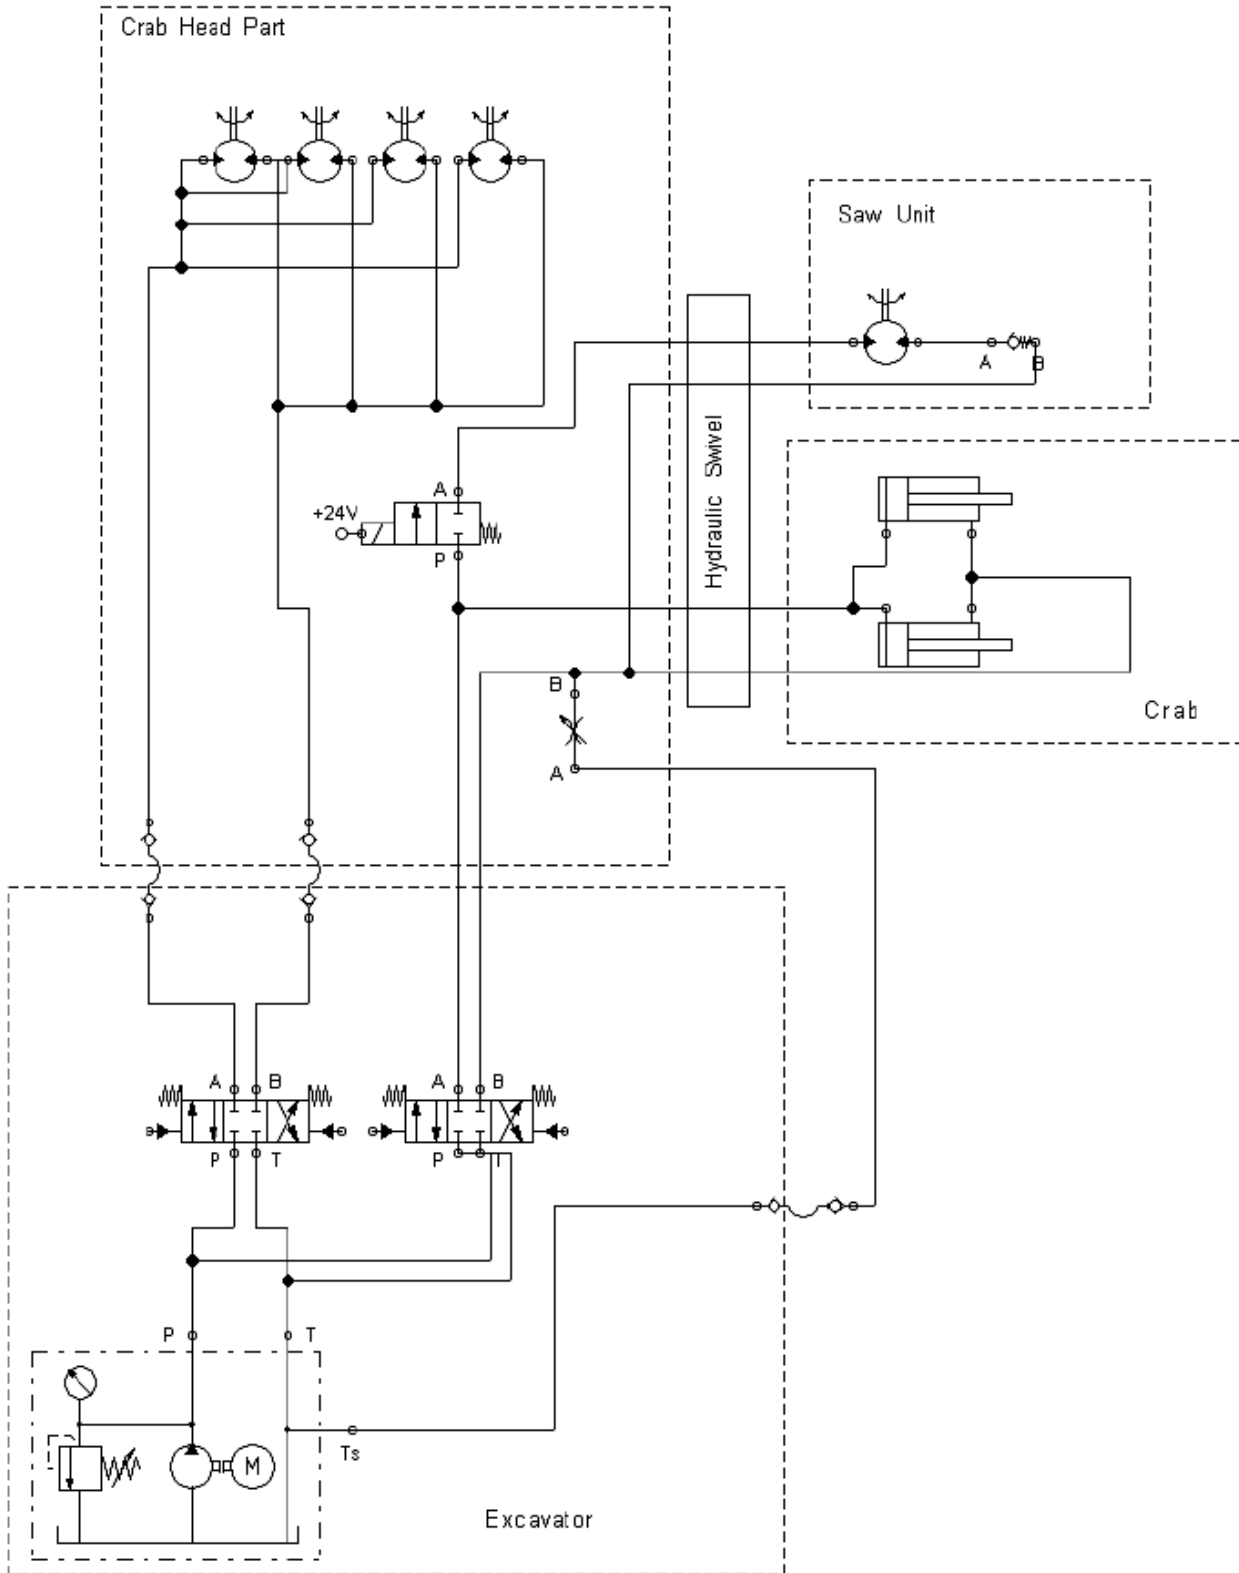 Crab Head Part
Saw Unit
A
B
Hydraulic Swivel
A
+24V
P
B
Crab
A
A
B
A
B
P
T
P
T
P
T
Ts
M
Excavator